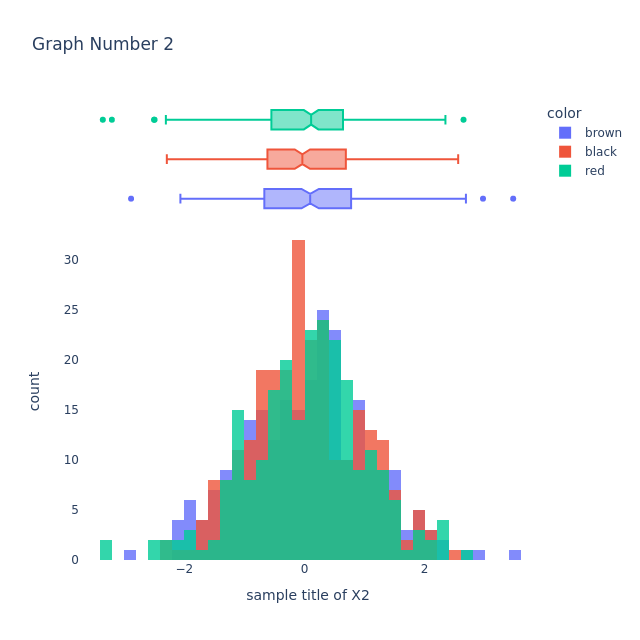 Graph Number 2
color
brown
black
red
30
25
20
15
10
5
0
count
−2
0
2
sample title of X2